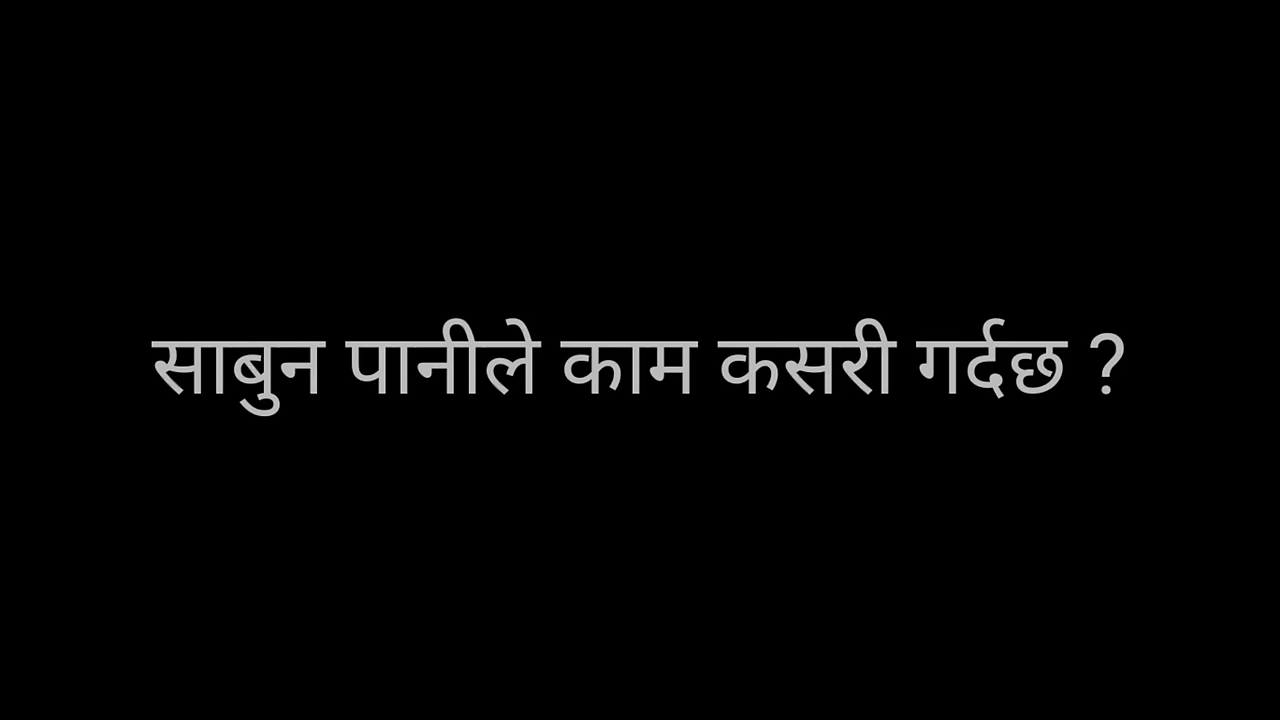 साबुन पानीले काम कसरी गर्दछ ?